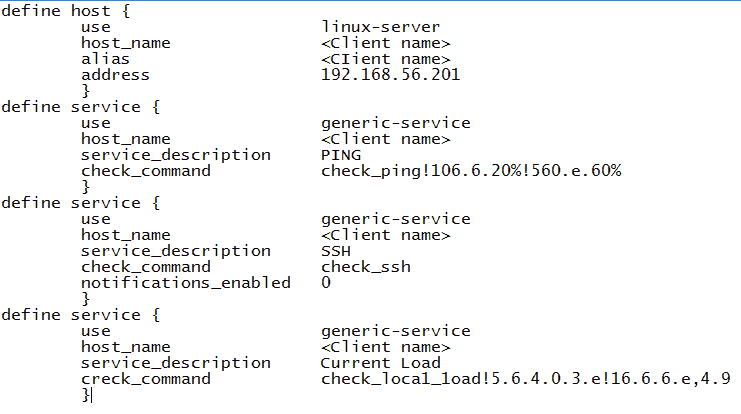 define host {
use linux-server
host_name <Client name>
alias <CIient name>
address 192.168.56.201
}
define service {
use generic-service
host_name <Client name>
service_description PING
check_command check_ping!106.6.20%!560.e.60%
}
define service {
use generic-service
host_name <Client name>
service_description SSH
check_command check_ssh
notifications_enabled 0
}
define service {
use generic-service
host_name <Client name>
service_description Current Load
creck_command check_loca1_1oad!5.6.4.0.3.e!16.6.6.e,4.9
}